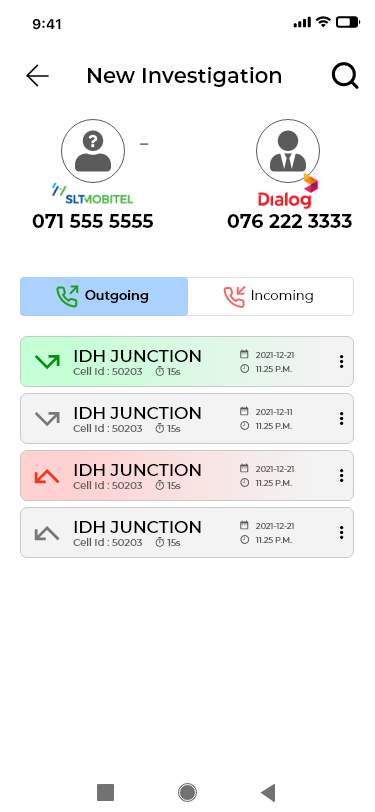 9:41
New Investigation
?
–
SLTMOBITEL
Dialog
071 555 5555
076 222 3333
Outgoing
Incoming
IDH JUNCTION
2021-12-21
Cell Id : 50203 15s
11.25 P.M.
IDH JUNCTION
2021-12-11
Cell Id : 50203 15s
11.25 P.M.
IDH JUNCTION
2021-12-21
Cell Id : 50203 15s
11.25 P.M.
IDH JUNCTION
2021-12-21
Cell Id : 50203 15s
11.25 P.M.